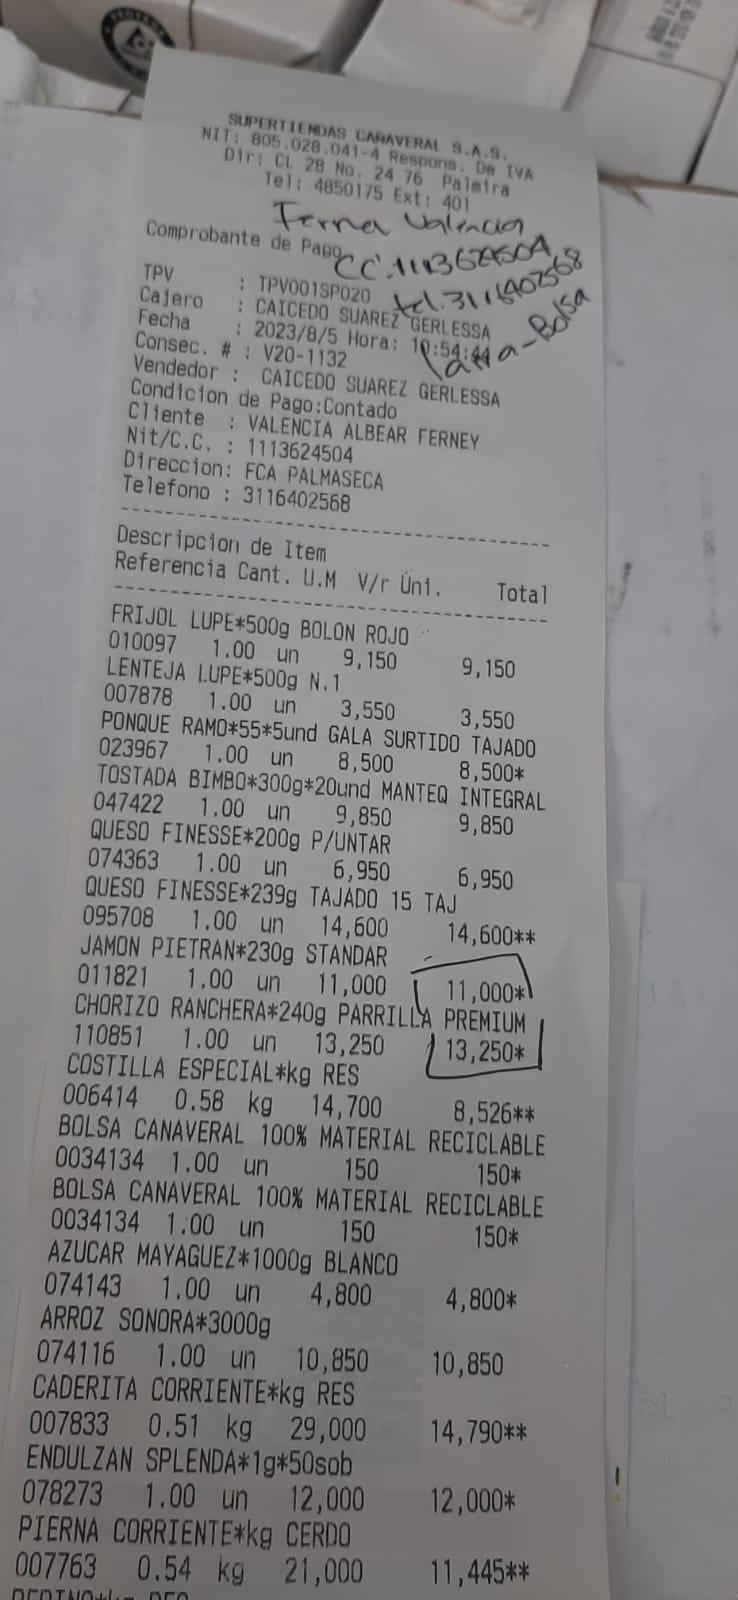 SUPERTIENDAS CAÑAVERAL S.A.S.
NIT: 805.028.041-4 Respons. De IVA
Dir: CL 28 No. 24 76 Palmira
Tel: 4850175 Ext: 401
Ferney Valencia
Comprobante de Pago
CC. 1113624504
tel. 3116402568
TPV : TPV001SP020
Cajero : CAICEDO SUAREZ GERLESSA
Fecha : 2023/8/5 Hora: 10:54:44
Consec. # : V20-1132
Vendedor : CAICEDO SUAREZ GERLESSA
Condicion de Pago:Contado
Cliente : VALENCIA ALBEAR FERNEY
Nit/C.C. : 1113624504
Direccion: FCA PALMASECA
Telefono : 3116402568
Descripcion de Item
Referencia Cant. U.M V/r Uni. Total
FRIJOL LUPE*500g BOLON ROJO
010097 1.00 un 9,150 9,150
LENTEJA LUPE*500g N.1
007878 1.00 un 3,550 3,550
PONQUE RAMO*55*5und GALA SURTIDO TAJADO
023967 1.00 un 8,500 8,500*
TOSTADA BIMBO*300g*20und MANTEQ INTEGRAL
047422 1.00 un 9,850 9,850
QUESO FINESSE*200g P/UNTAR
074363 1.00 un 6,950 6,950
QUESO FINESSE*239g TAJADO 15 TAJ
095708 1.00 un 14,600 14,600**
JAMON PIETRAN*230g STANDAR
011821 1.00 un 11,000 11,000*
CHORIZO RANCHERA*240g PARRILLA PREMIUM
110851 1.00 un 13,250 13,250*
COSTILLA ESPECIAL*kg RES
006414 0.58 kg 14,700 8,526**
BOLSA CANAVERAL 100% MATERIAL RECICLABLE
0034134 1.00 un 150 150*
BOLSA CANAVERAL 100% MATERIAL RECICLABLE
0034134 1.00 un 150 150*
AZUCAR MAYAGUEZ*1000g BLANCO
074143 1.00 un 4,800 4,800*
ARROZ SONORA*3000g
074116 1.00 un 10,850 10,850
CADERITA CORRIENTE*kg RES
007833 0.51 kg 29,000 14,790**
ENDULZAN SPLENDA*1g*50sob
078273 1.00 un 12,000 12,000*
PIERNA CORRIENTE*kg CERDO
007763 0.54 kg 21,000 11,445**